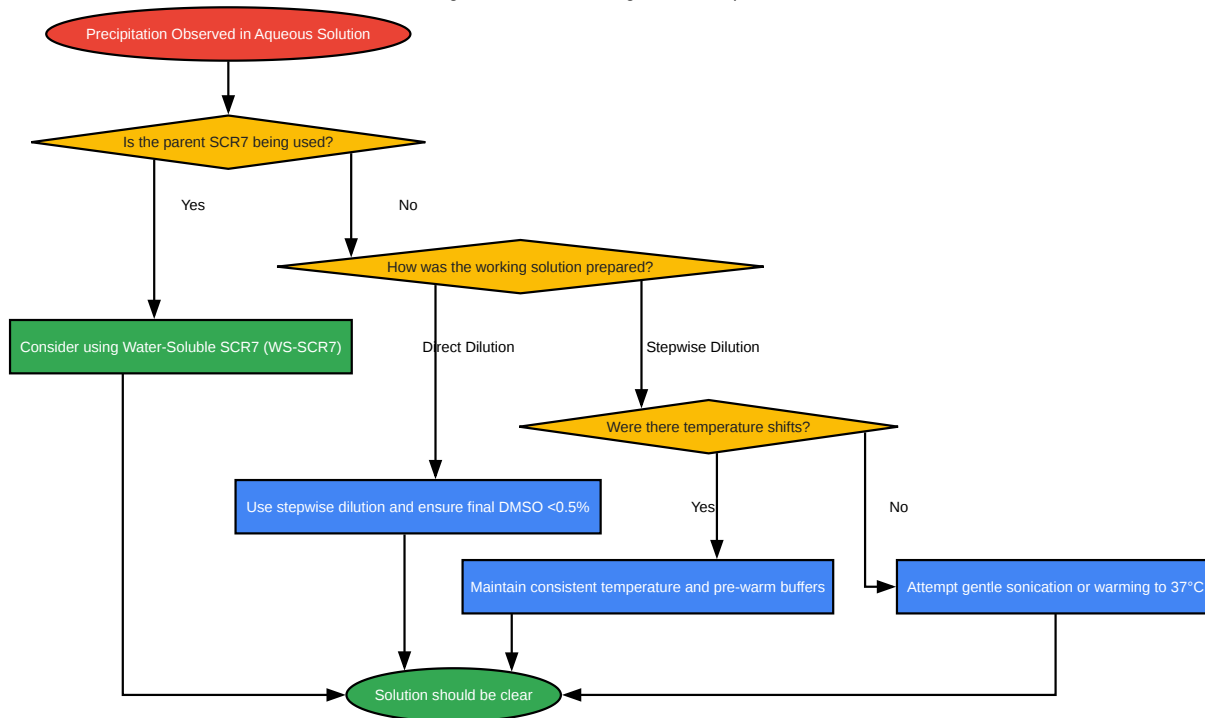 Precipitation Observed in Aqueous Solution
Is the parent SCR7 being used?
Yes
No
How was the working solution prepared?
Consider using Water-Soluble SCR7 (WS-SCR7)
Direct Dilution
Stepwise Dilution
Were there temperature shifts?
Use stepwise dilution and ensure final DMSO <0.5%
Yes
No
Maintain consistent temperature and pre-warm buffers
Attempt gentle sonication or warming to 37°C
Solution should be clear